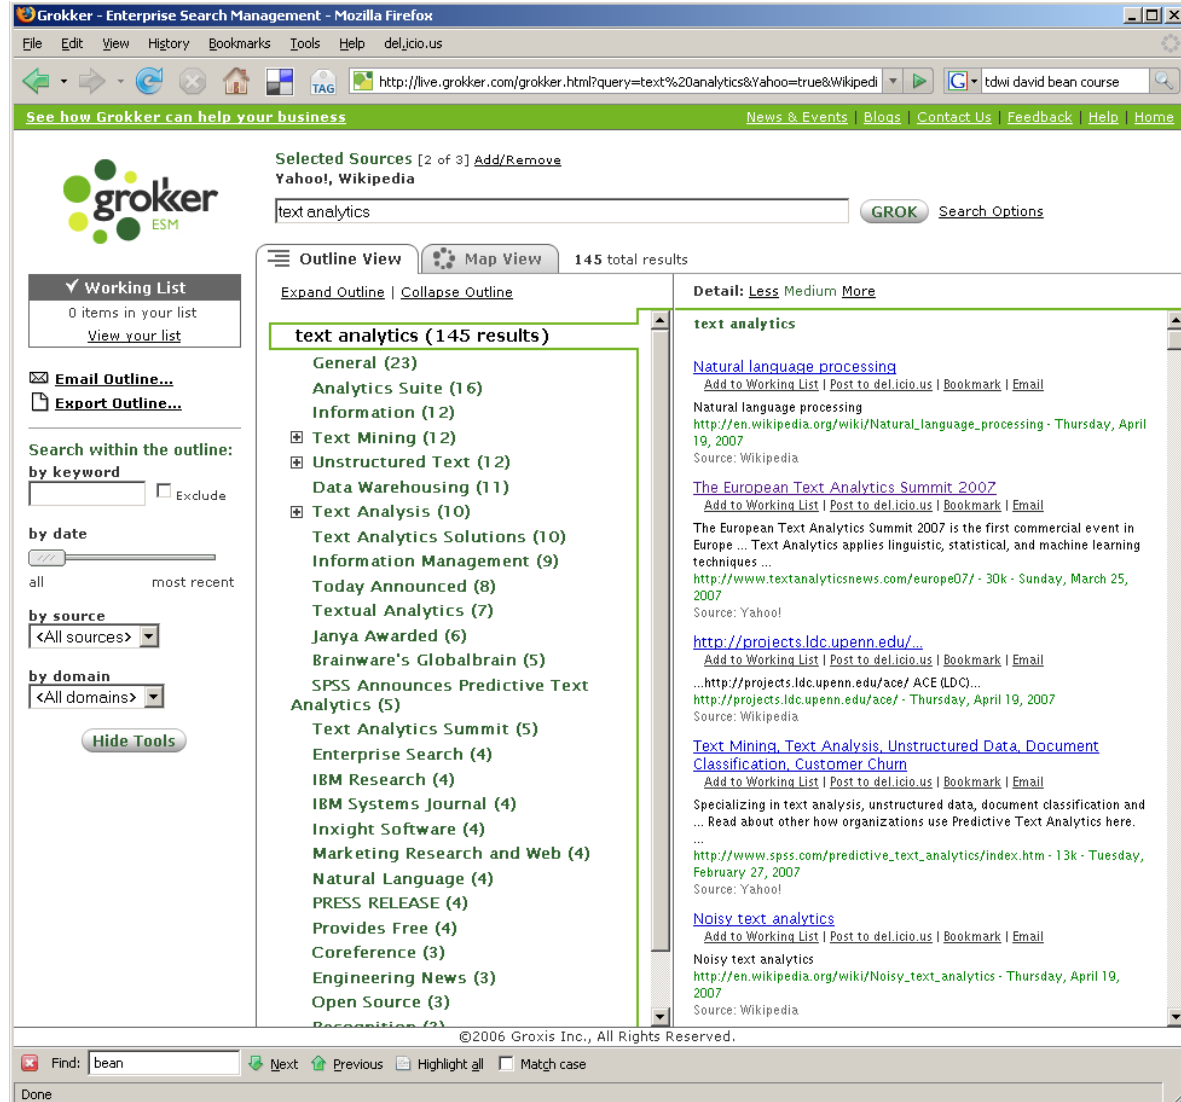 Grokker - Enterprise Search Management - Mozilla Firefox
File Edit View History Bookmarks Tools Help del.icio.us
TAG http://live.grokker.com/grokker.html?query=text%20analytics&Yahoo=true&Wikipedi G tdwi david bean course
See how Grokker can help your business News & Events | Blogs | Contact Us | Feedback | Help | Home
grokker
ESM
Selected Sources [2 of 3] Add/Remove
Yahoo!, Wikipedia
text analytics GROK Search Options
Outline View Map View 145 total results
Working List
0 items in your list
View your list
Email Outline...
Export Outline...
Search within the outline:
by keyword
Exclude
by date
all most recent
by source
<All sources>
by domain
<All domains>
Hide Tools
Expand Outline | Collapse Outline
text analytics (145 results)
General (23)
Analytics Suite (16)
Information (12)
Text Mining (12)
Unstructured Text (12)
Data Warehousing (11)
Text Analysis (10)
Text Analytics Solutions (10)
Information Management (9)
Today Announced (8)
Textual Analytics (7)
Janya Awarded (6)
Brainware's Globalbrain (5)
SPSS Announces Predictive Text
Analytics (5)
Text Analytics Summit (5)
Enterprise Search (4)
IBM Research (4)
IBM Systems Journal (4)
Inxight Software (4)
Marketing Research and Web (4)
Natural Language (4)
PRESS RELEASE (4)
Provides Free (4)
Coreference (3)
Engineering News (3)
Open Source (3)
Detail: Less Medium More
text analytics
Natural language processing
Add to Working List | Post to del.icio.us | Bookmark | Email
Natural language processing
http://en.wikipedia.org/wiki/Natural_language_processing - Thursday, April
19, 2007
Source: Wikipedia
The European Text Analytics Summit 2007
Add to Working List | Post to del.icio.us | Bookmark | Email
The European Text Analytics Summit 2007 is the first commercial event in
Europe ... Text Analytics applies linguistic, statistical, and machine learning
techniques ...
http://www.textanalyticsnews.com/europe07/ - 30k - Sunday, March 25,
2007
Source: Yahoo!
http://projects.ldc.upenn.edu/...
Add to Working List | Post to del.icio.us | Bookmark | Email
...http://projects.ldc.upenn.edu/ace/ ACE (LDC)...
http://projects.ldc.upenn.edu/ace/ - Thursday, April 19, 2007
Source: Wikipedia
Text Mining, Text Analysis, Unstructured Data, Document
Classification, Customer Churn
Add to Working List | Post to del.icio.us | Bookmark | Email
Specializing in text analysis, unstructured data, document classification and
... Read about other how organizations use Predictive Text Analytics here.
...
http://www.spss.com/predictive_text_analytics/index.htm - 13k - Tuesday,
February 27, 2007
Source: Yahoo!
Noisy text analytics
Add to Working List | Post to del.icio.us | Bookmark | Email
Noisy text analytics
http://en.wikipedia.org/wiki/Noisy_text_analytics - Thursday, April 19,
2007
Source: Wikipedia
©2006 Groxis Inc., All Rights Reserved.
Find: bean Next Previous Highlight all Match case
Done